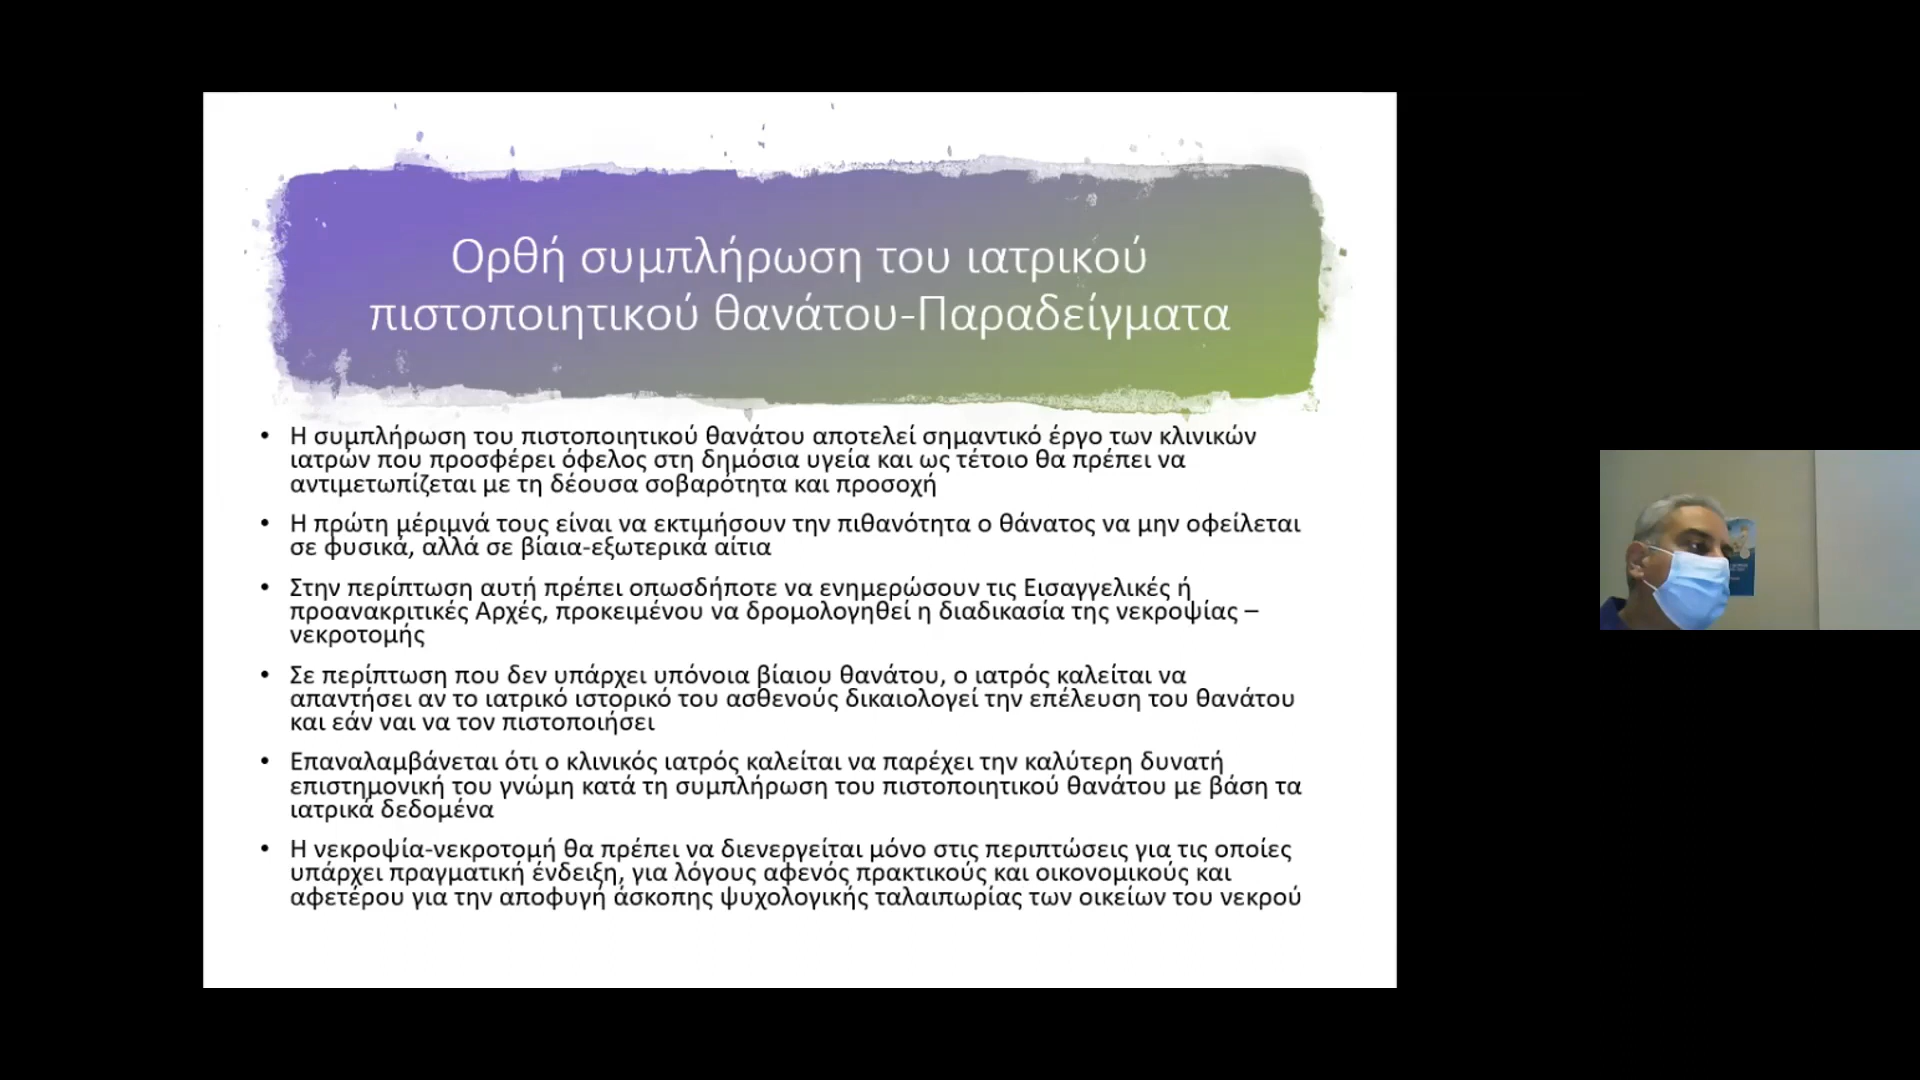 Ορθή συμπλήρωση του ιατρικού
πιστοποιητικού θανάτου-Παραδείγματα
• Η συμπλήρωση του πιστοποιητικού θανάτου αποτελεί σημαντικό έργο των κλινικών
ιατρών που προσφέρει όφελος στη δημόσια υγεία και ως τέτοιο θα πρέπει να
αντιμετωπίζεται με τη δέουσα σοβαρότητα και προσοχή
• Η πρώτη μέριμνά τους είναι να εκτιμήσουν την πιθανότητα ο θάνατος να μην οφείλεται
σε φυσικά, αλλά σε βίαια-εξωτερικά αίτια
• Στην περίπτωση αυτή πρέπει οπωσδήποτε να ενημερώσουν τις Εισαγγελικές ή
προανακριτικές Αρχές, προκειμένου να δρομολογηθεί η διαδικασία της νεκροψίας –
νεκροτομής
• Σε περίπτωση που δεν υπάρχει υπόνοια βίαιου θανάτου, ο ιατρός καλείται να
απαντήσει αν το ιατρικό ιστορικό του ασθενούς δικαιολογεί την επέλευση του θανάτου
και εάν ναι να τον πιστοποιήσει
• Επαναλαμβάνεται ότι ο κλινικός ιατρός καλείται να παρέχει την καλύτερη δυνατή
επιστημονική του γνώμη κατά τη συμπλήρωση του πιστοποιητικού θανάτου με βάση τα
ιατρικά δεδομένα
• Η νεκροψία-νεκροτομή θα πρέπει να διενεργείται μόνο στις περιπτώσεις για τις οποίες
υπάρχει πραγματική ένδειξη, για λόγους αφενός πρακτικούς και οικονομικούς και
αφετέρου για την αποφυγή άσκοπης ψυχολογικής ταλαιπωρίας των οικείων του νεκρού